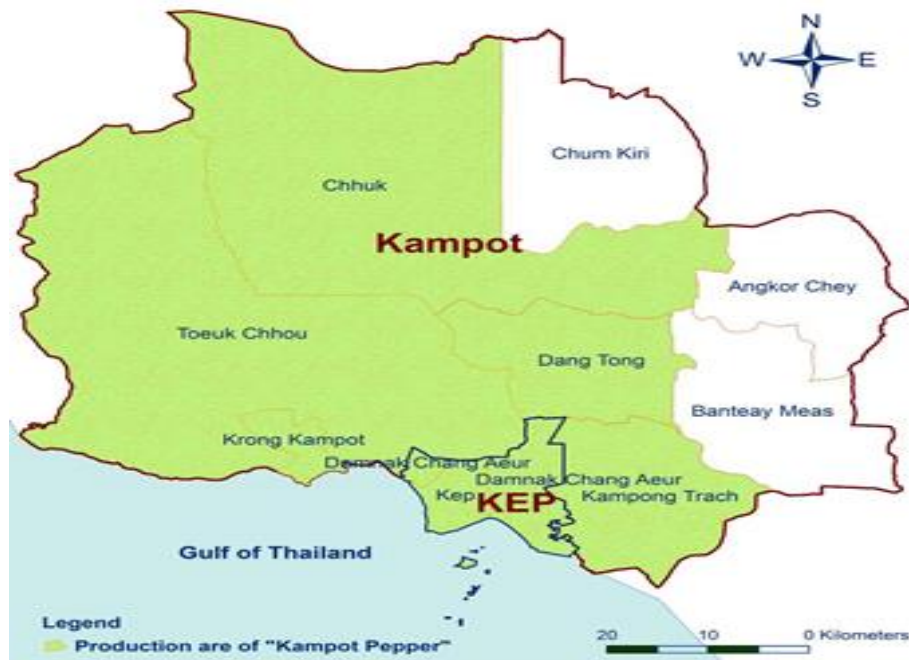 N
W E
S
Chum Kiri
Chhuk
Kampot
Angkor Chey
Toeuk Chhou
Dang Tong
Banteay Meas
Krong Kampot
Damnak Chang Aeur
Damnak Chang Aeur
Kep
KEP
Kampong Trach
Gulf of Thailand
Legend
Production are of "Kampot Pepper"
20 10 0 Kilometers